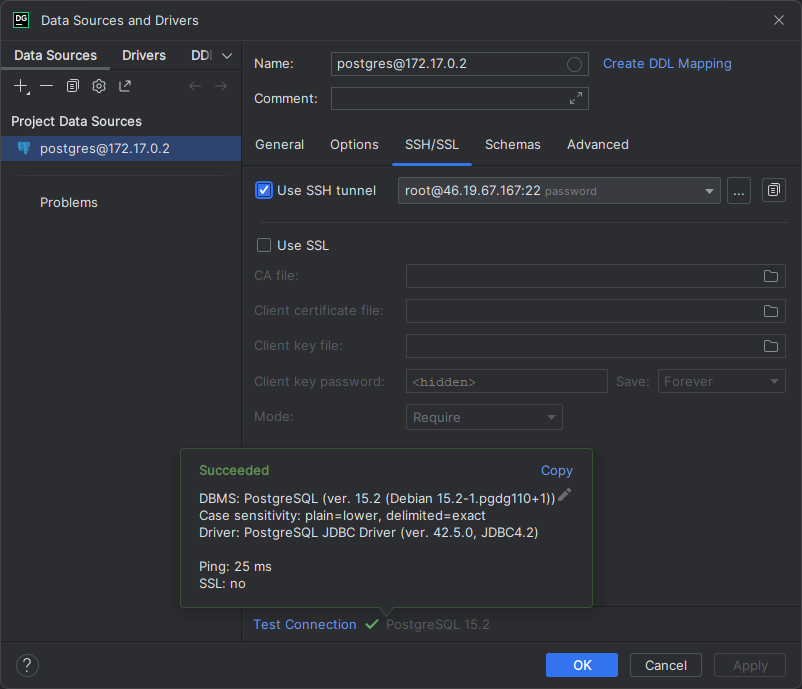 DG Data Sources and Drivers
Data Sources Drivers DDL
Project Data Sources
postgres@172.17.0.2
Problems
Name: postgres@172.17.0.2 Create DDL Mapping
Comment:
General Options SSH/SSL Schemas Advanced
Use SSH tunnel root@46.19.67.167:22 password ...
Use SSL
CA file:
Client certificate file:
Client key file:
Client key password: <hidden> Save: Forever
Mode: Require
Succeeded Copy
DBMS: PostgreSQL (ver. 15.2 (Debian 15.2-1.pgdg110+1))
Case sensitivity: plain=lower, delimited=exact
Driver: PostgreSQL JDBC Driver (ver. 42.5.0, JDBC4.2)
Ping: 25 ms
SSL: no
Test Connection PostgreSQL 15.2
? OK Cancel Apply